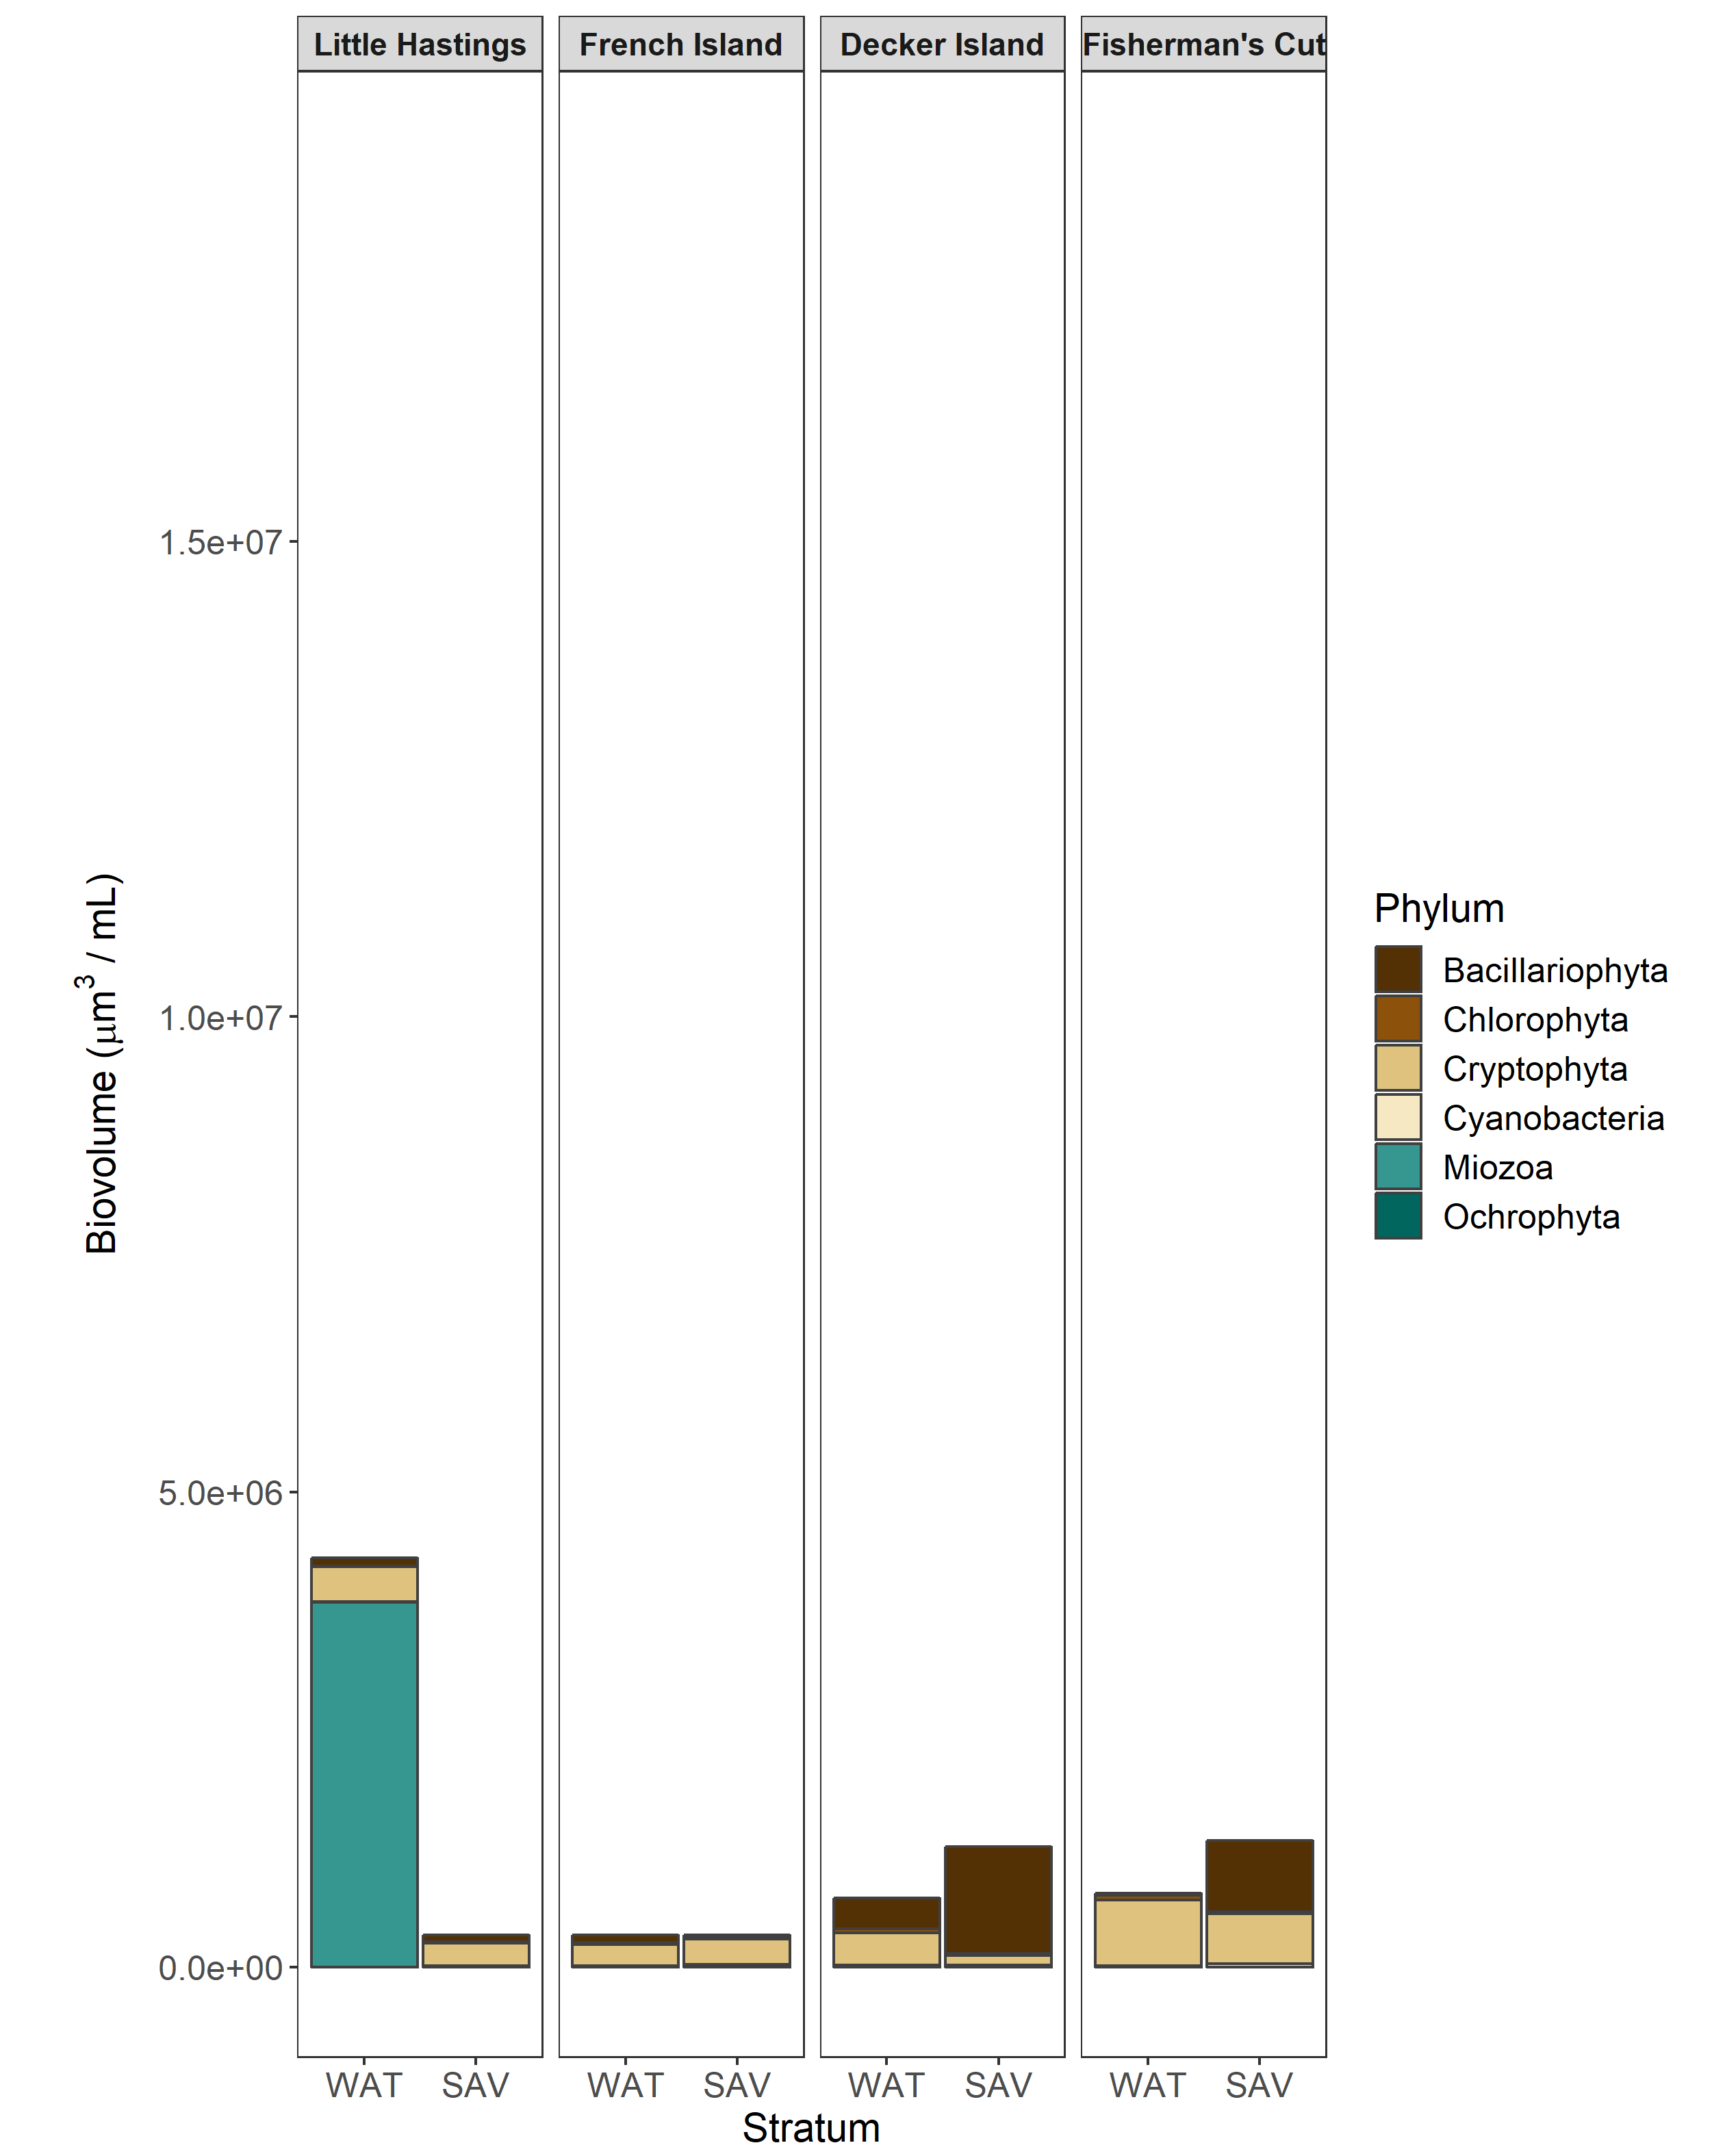 Little Hastings
French Island
Decker Island
Fisherman's Cut
1.5e+07
1.0e+07
5.0e+06
0.0e+00
Biovolume (μm³ / mL)
WAT SAV
WAT SAV
WAT SAV
WAT SAV
Stratum
Phylum
Bacillariophyta
Chlorophyta
Cryptophyta
Cyanobacteria
Miozoa
Ochrophyta